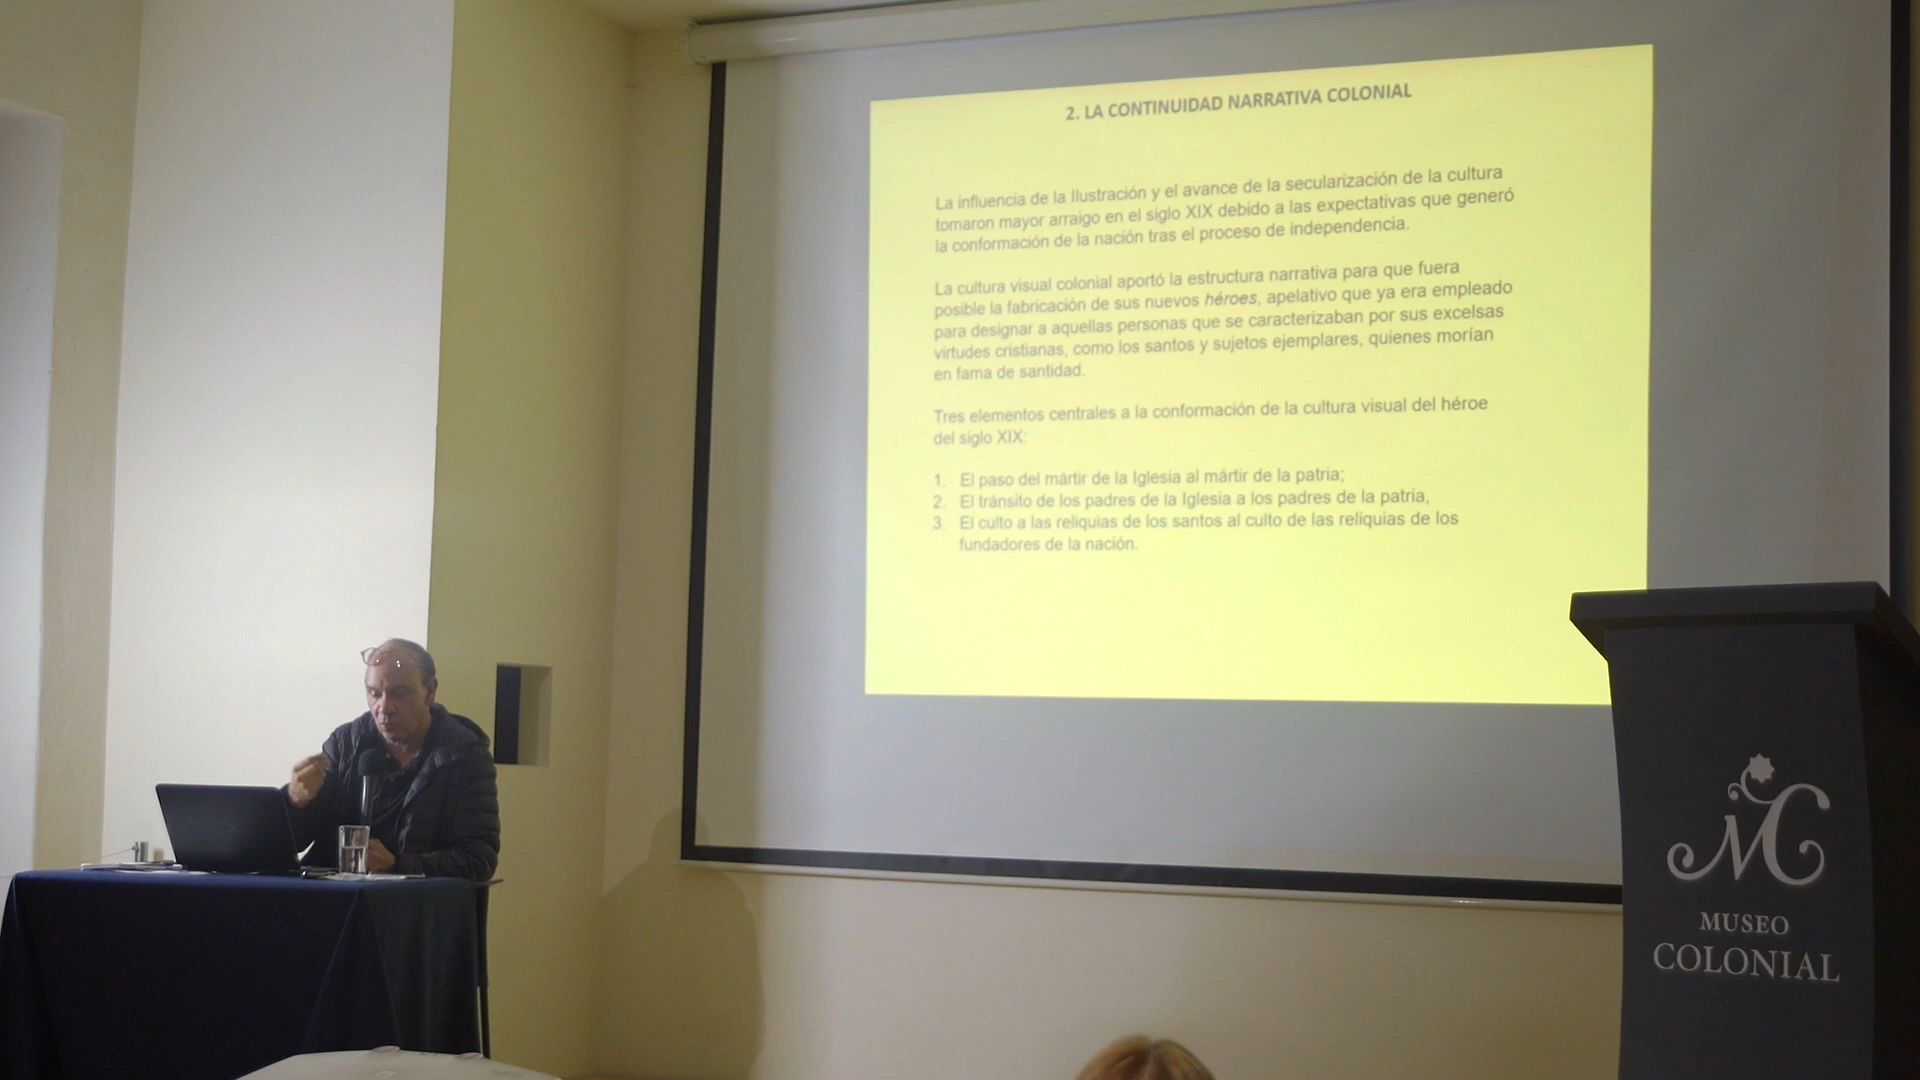 2. LA CONTINUIDAD NARRATIVA COLONIAL
La influencia de la Ilustración y el avance de la secularización de la cultura
tomaron mayor arraigo en el siglo XIX debido a las expectativas que generó
la conformación de la nación tras el proceso de independencia.
La cultura visual colonial aportó la estructura narrativa para que fuera
posible la fabricación de sus nuevos héroes, apelativo que ya era empleado
para designar a aquellas personas que se caracterizaban por sus excelsas
virtudes cristianas, como los santos y sujetos ejemplares, quienes morían
en fama de santidad.
Tres elementos centrales a la conformación de la cultura visual del héroe
del siglo XIX:
1. El paso del mártir de la Iglesia al mártir de la patria;
2. El tránsito de los padres de la Iglesia a los padres de la patria,
3. El culto a las reliquias de los santos al culto de las reliquias de los
fundadores de la nación.
MC
MUSEO
COLONIAL